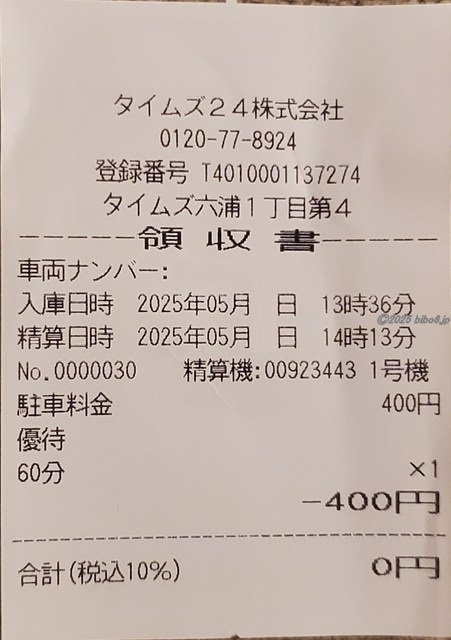 タイムズ24株式会社
0120-77-8924
登録番号 T4010001137274
タイムズ六浦1丁目第4
-----領収書-----
車両ナンバー:
入庫日時 2025年05月 日 13時36分
©2025 bibo6.jp
精算日時 2025年05月 日 14時13分
No.0000030 精算機:00923443 1号機
駐車料金 400円
優待
60分 ×1
-400円
合計(税込10%) 0円